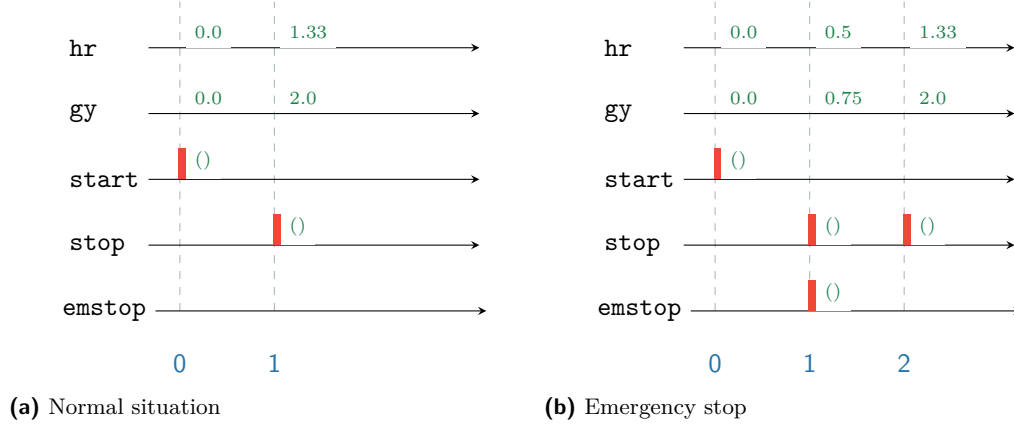 0.0 1.33
hr
0.0 2.0
gy
()
start
()
stop
emstop
0 1
(a) Normal situation
0.0 0.5 1.33
hr
0.0 0.75 2.0
gy
()
start
() ()
stop
()
emstop
0 1 2
(b) Emergency stop